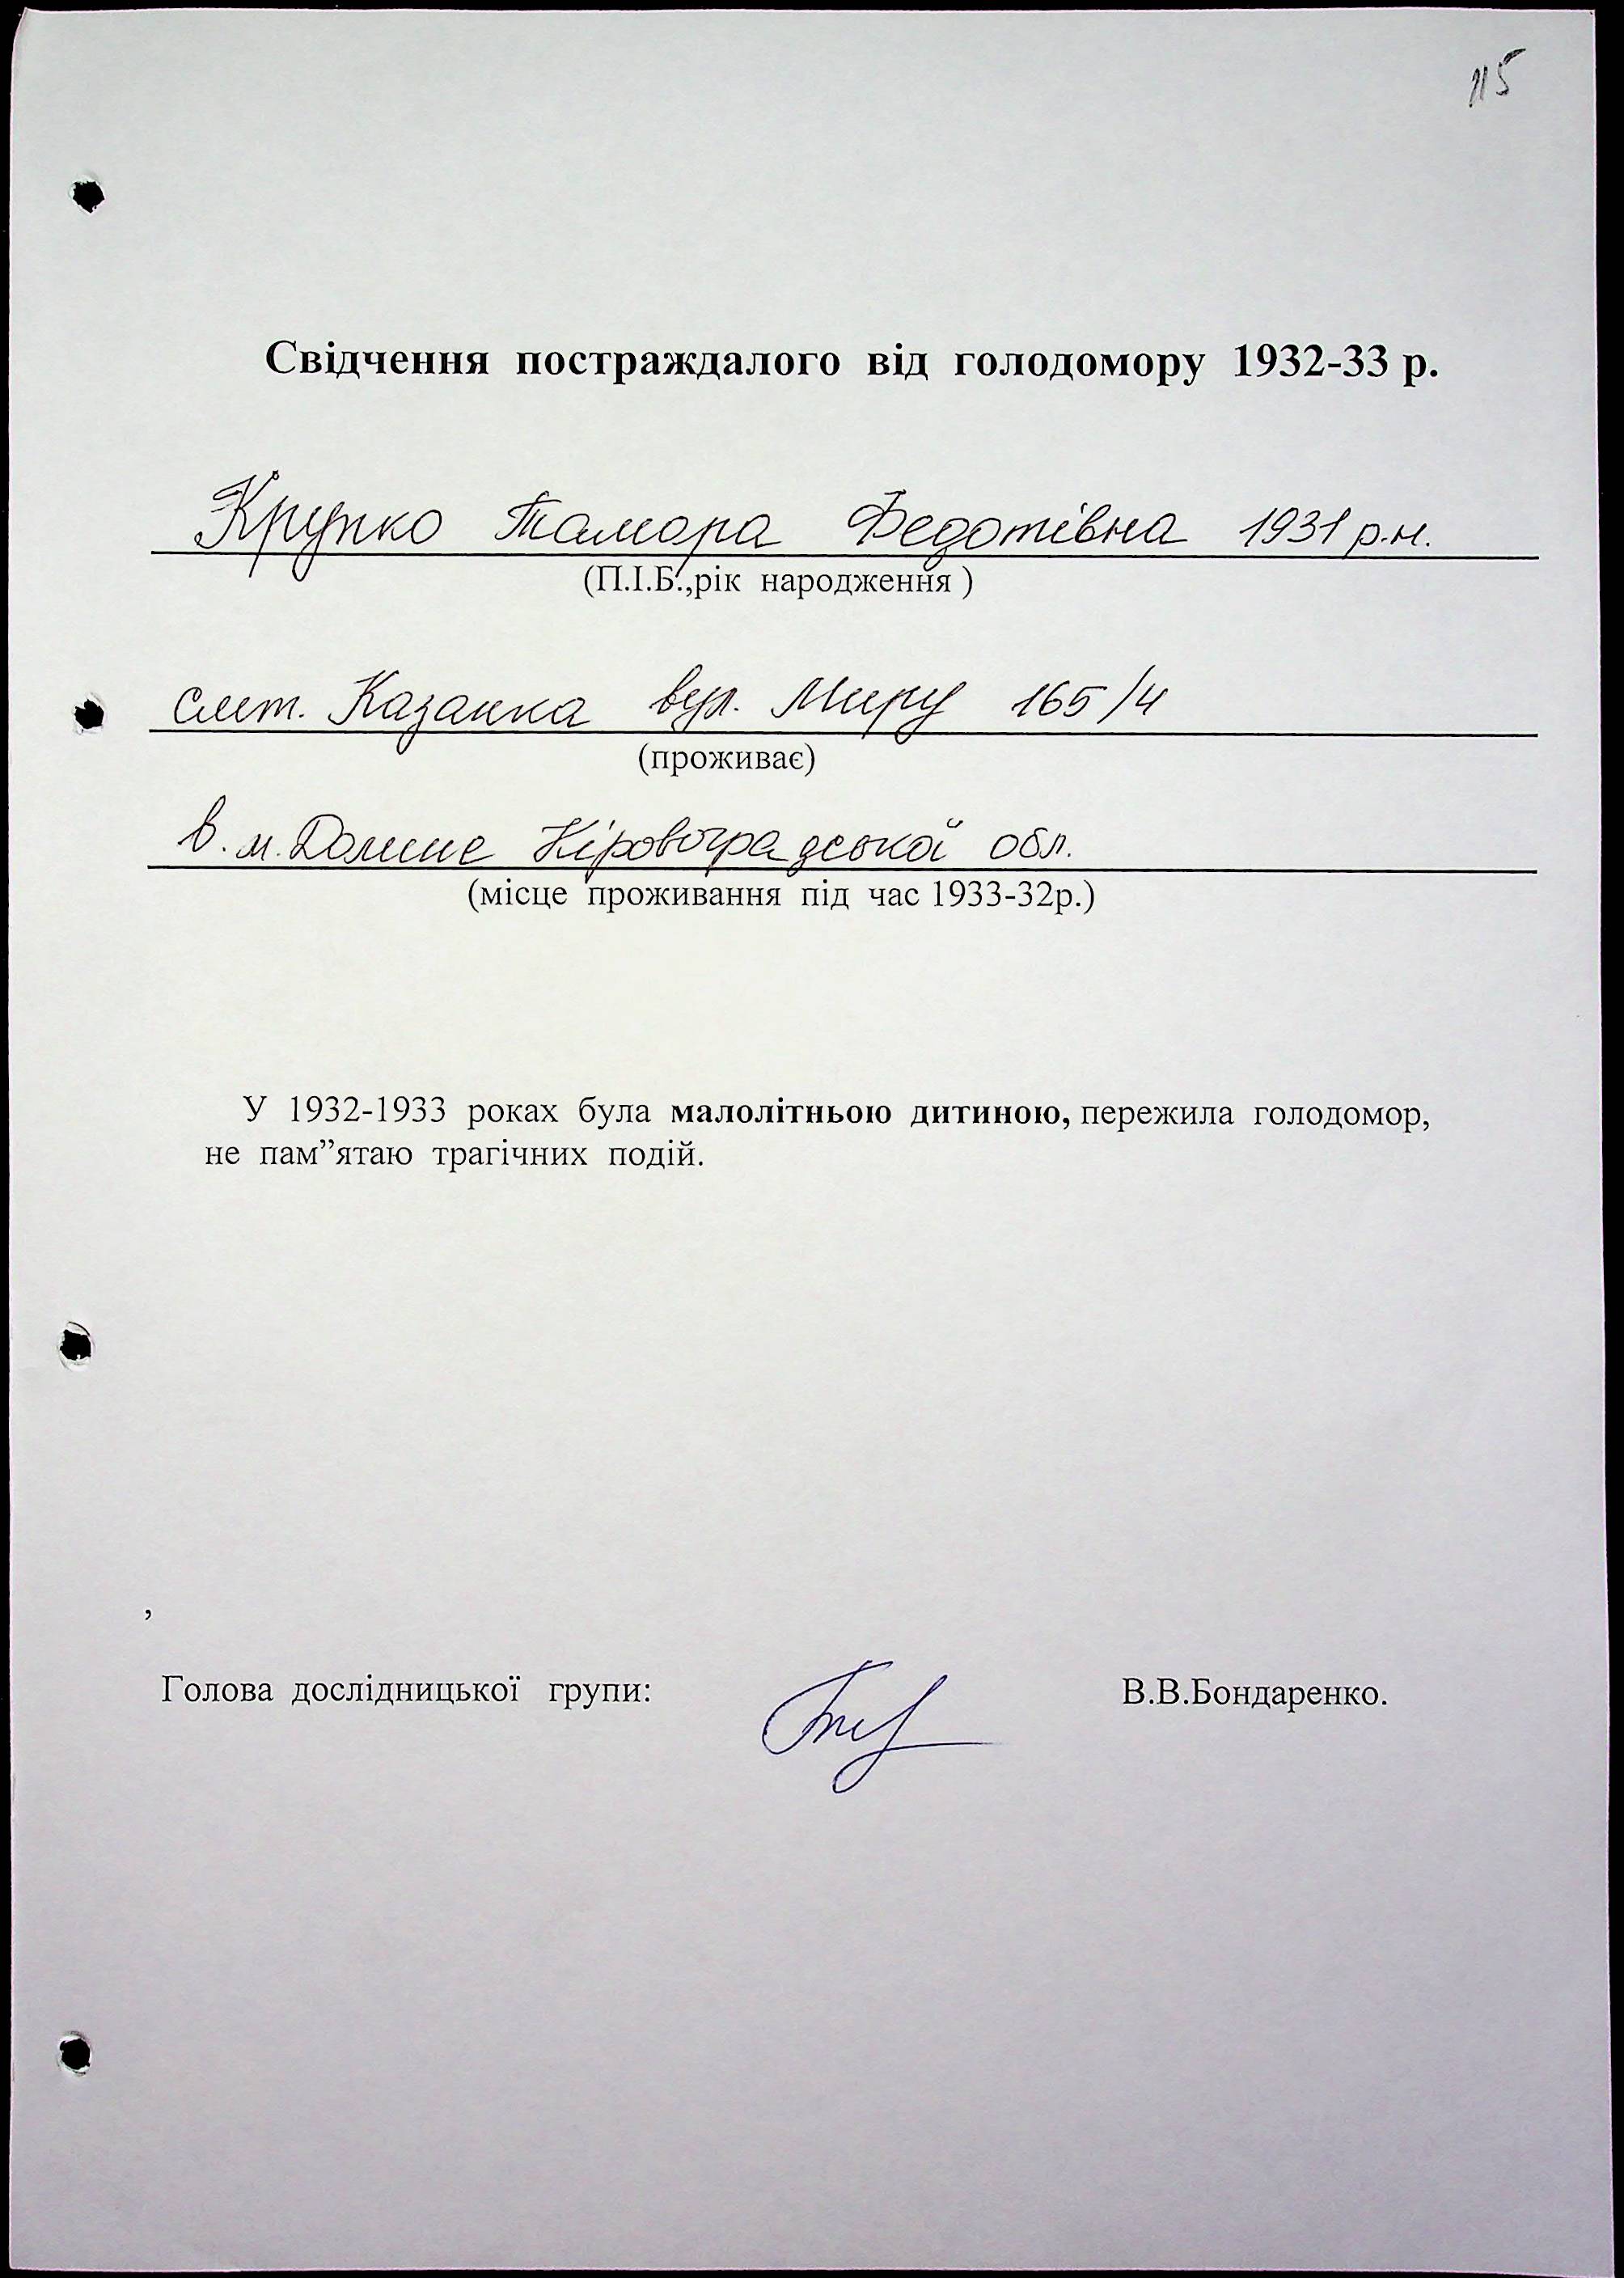 115
Свідчення постраждалого від голодомору 1932-33 р.
Крупко Тамара Федотівна 1931 р.н.
(П.І.Б.,рік народження )
смт. Казанка вул. Миру 165/4
(проживає)
в. м. Долине Кіровоградської обл.
(місце проживання під час 1933-32р.)
У 1932-1933 роках була малолітньою дитиною, пережила голодомор,
не пам”ятаю трагічних подій.
,
Голова дослідницької групи: В.В.Бондаренко.